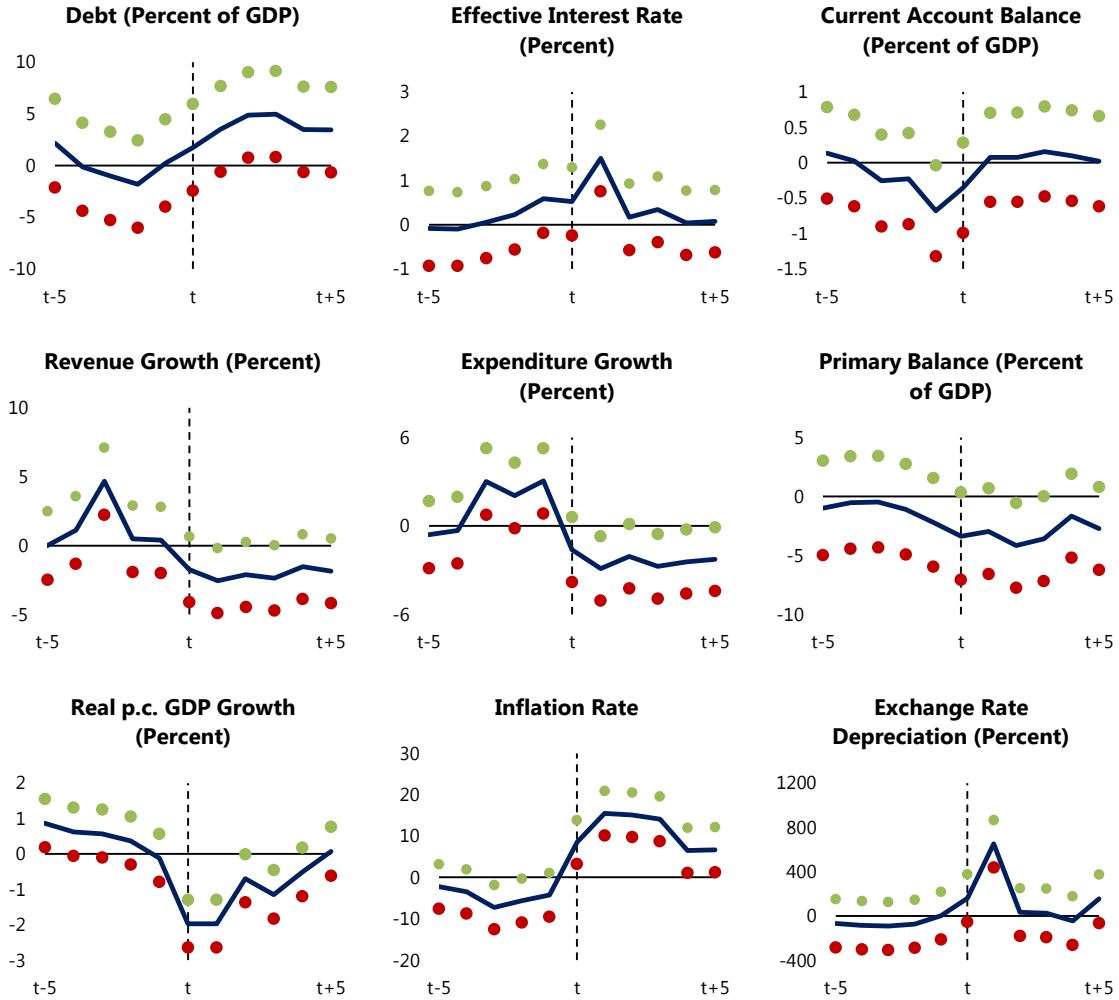 Debt (Percent of GDP)
10
5
0
-5
-10
t-5
t
t+5
Effective Interest Rate
(Percent)
3
2
1
0
-1
t-5
t
t+5
Current Account Balance
(Percent of GDP)
1
0.5
0
-0.5
-1
-1.5
t-5
t
t+5
Revenue Growth (Percent)
10
5
0
-5
t-5
t
t+5
Expenditure Growth
(Percent)
6
0
-6
t-5
t
t+5
Primary Balance (Percent
of GDP)
5
0
-5
-10
t-5
t
t+5
Real p.c. GDP Growth
(Percent)
2
1
0
-1
-2
-3
t-5
t
t+5
Inflation Rate
30
20
10
0
-10
-20
t-5
t
t+5
Exchange Rate
Depreciation (Percent)
1200
800
400
0
-400
t-5
t
t+5